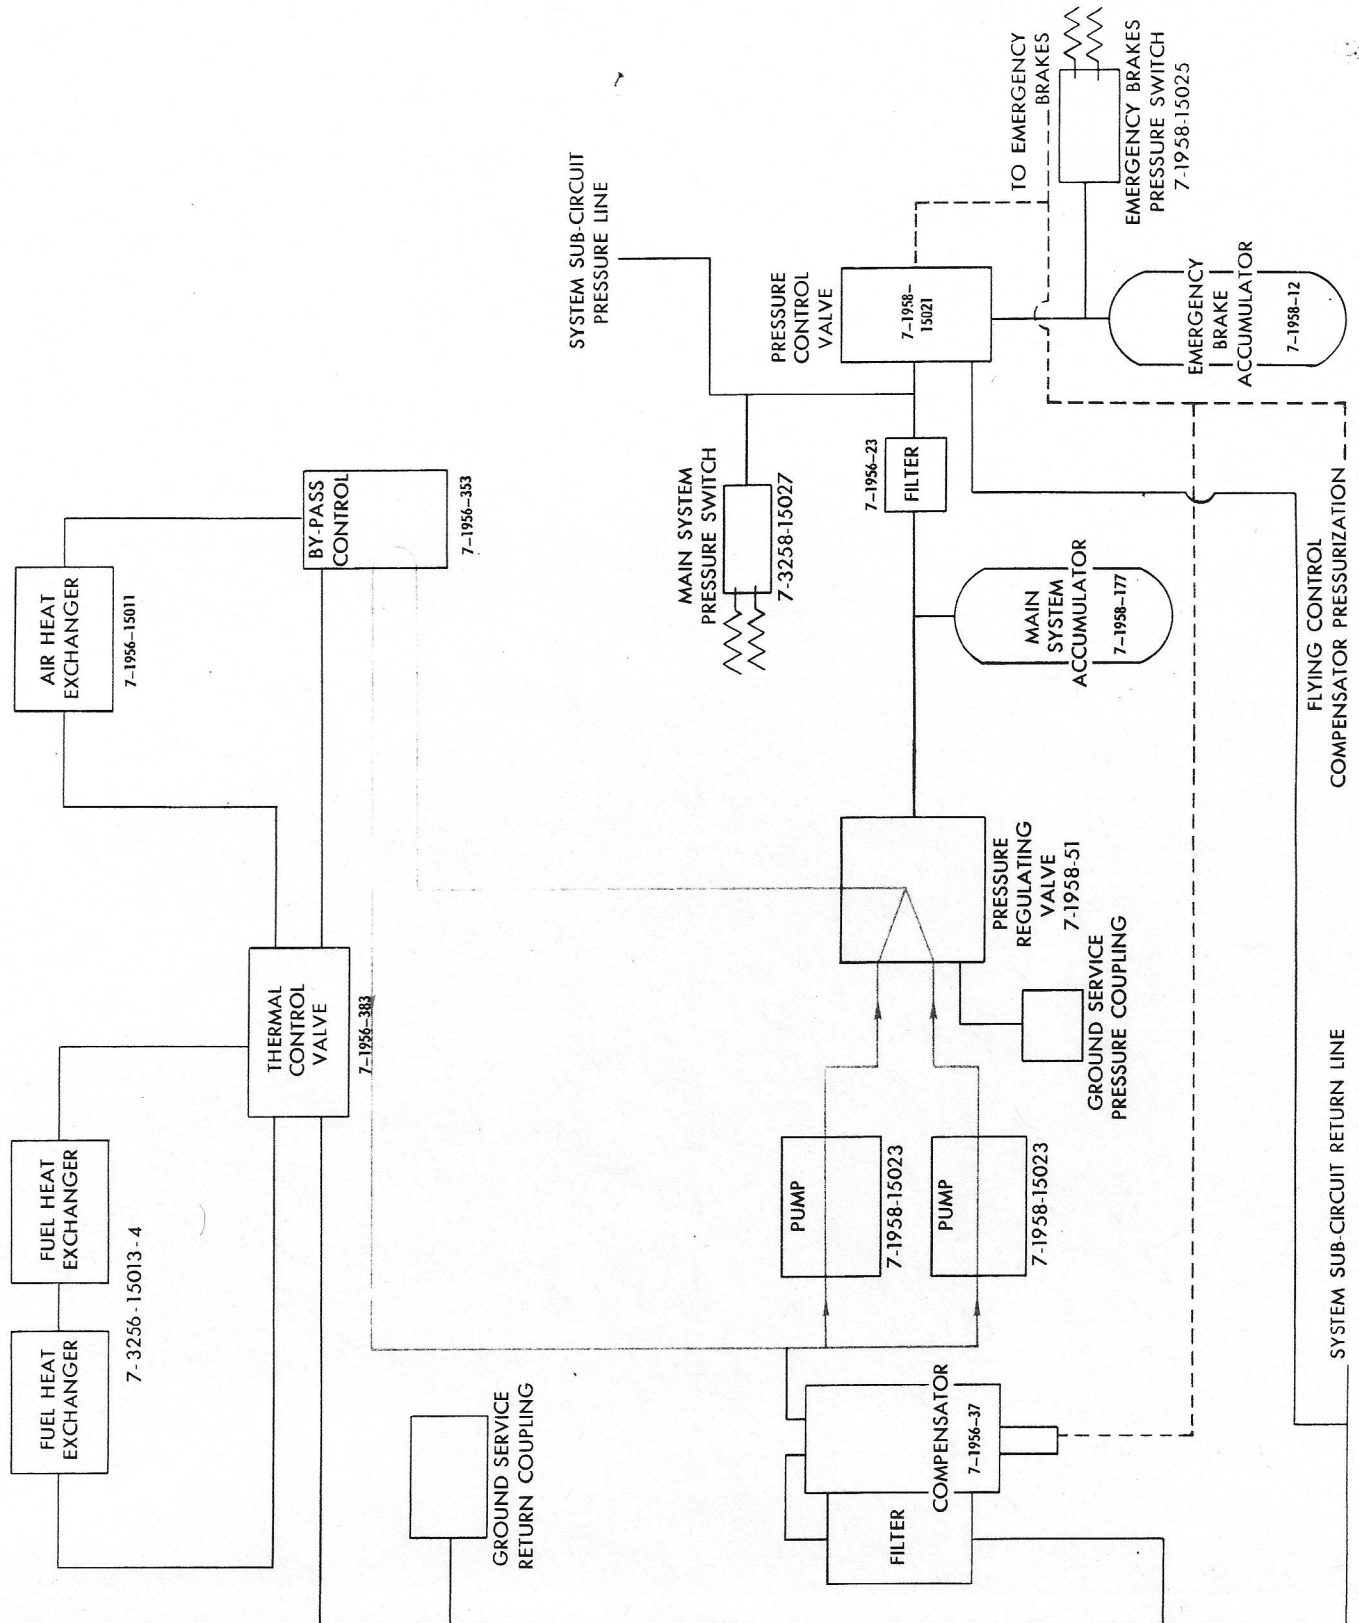 FUEL HEAT
EXCHANGER
FUEL HEAT
EXCHANGER
7-3256-15013-4
AIR HEAT
EXCHANGER
7-1956-15011
THERMAL
CONTROL
VALVE
7-1956-383
BY-PASS
CONTROL
7-1956-353
GROUND SERVICE
RETURN COUPLING
SYSTEM SUB-CIRCUIT
PRESSURE LINE
MAIN SYSTEM
PRESSURE SWITCH
7-3258-15027
PRESSURE
CONTROL
VALVE
7-1958-
15021
7-1956-23
FILTER
PUMP
7-1958-15023
PUMP
7-1958-15023
PRESSURE
REGULATING
VALVE
7-1958-51
GROUND SERVICE
PRESSURE COUPLING
MAIN
SYSTEM
ACCUMULATOR
7-1958-177
TO EMERGENCY
BRAKES
EMERGENCY BRAKES
PRESSURE SWITCH
7-1958-15025
EMERGENCY
BRAKE
ACCUMULATOR
7-1958-12
FILTER
COMPENSATOR
7-1956-37
FLYING CONTROL
COMPENSATOR PRESSURIZATION
SYSTEM SUB-CIRCUIT RETURN LINE